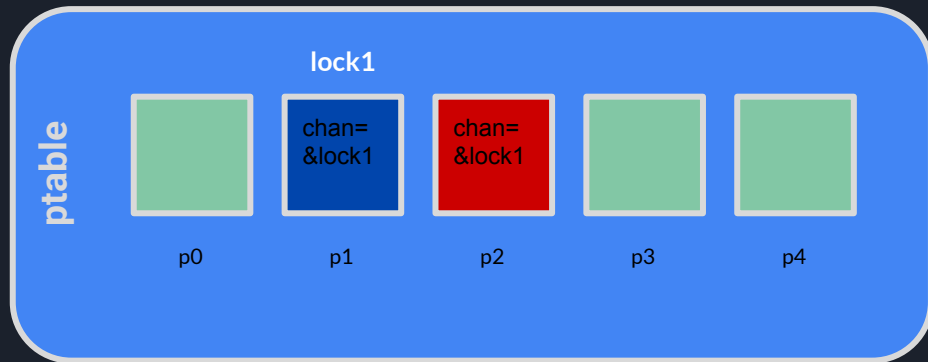 lock1
ptable
chan=
&lock1
chan=
&lock1
p0
p1
p2
p3
p4